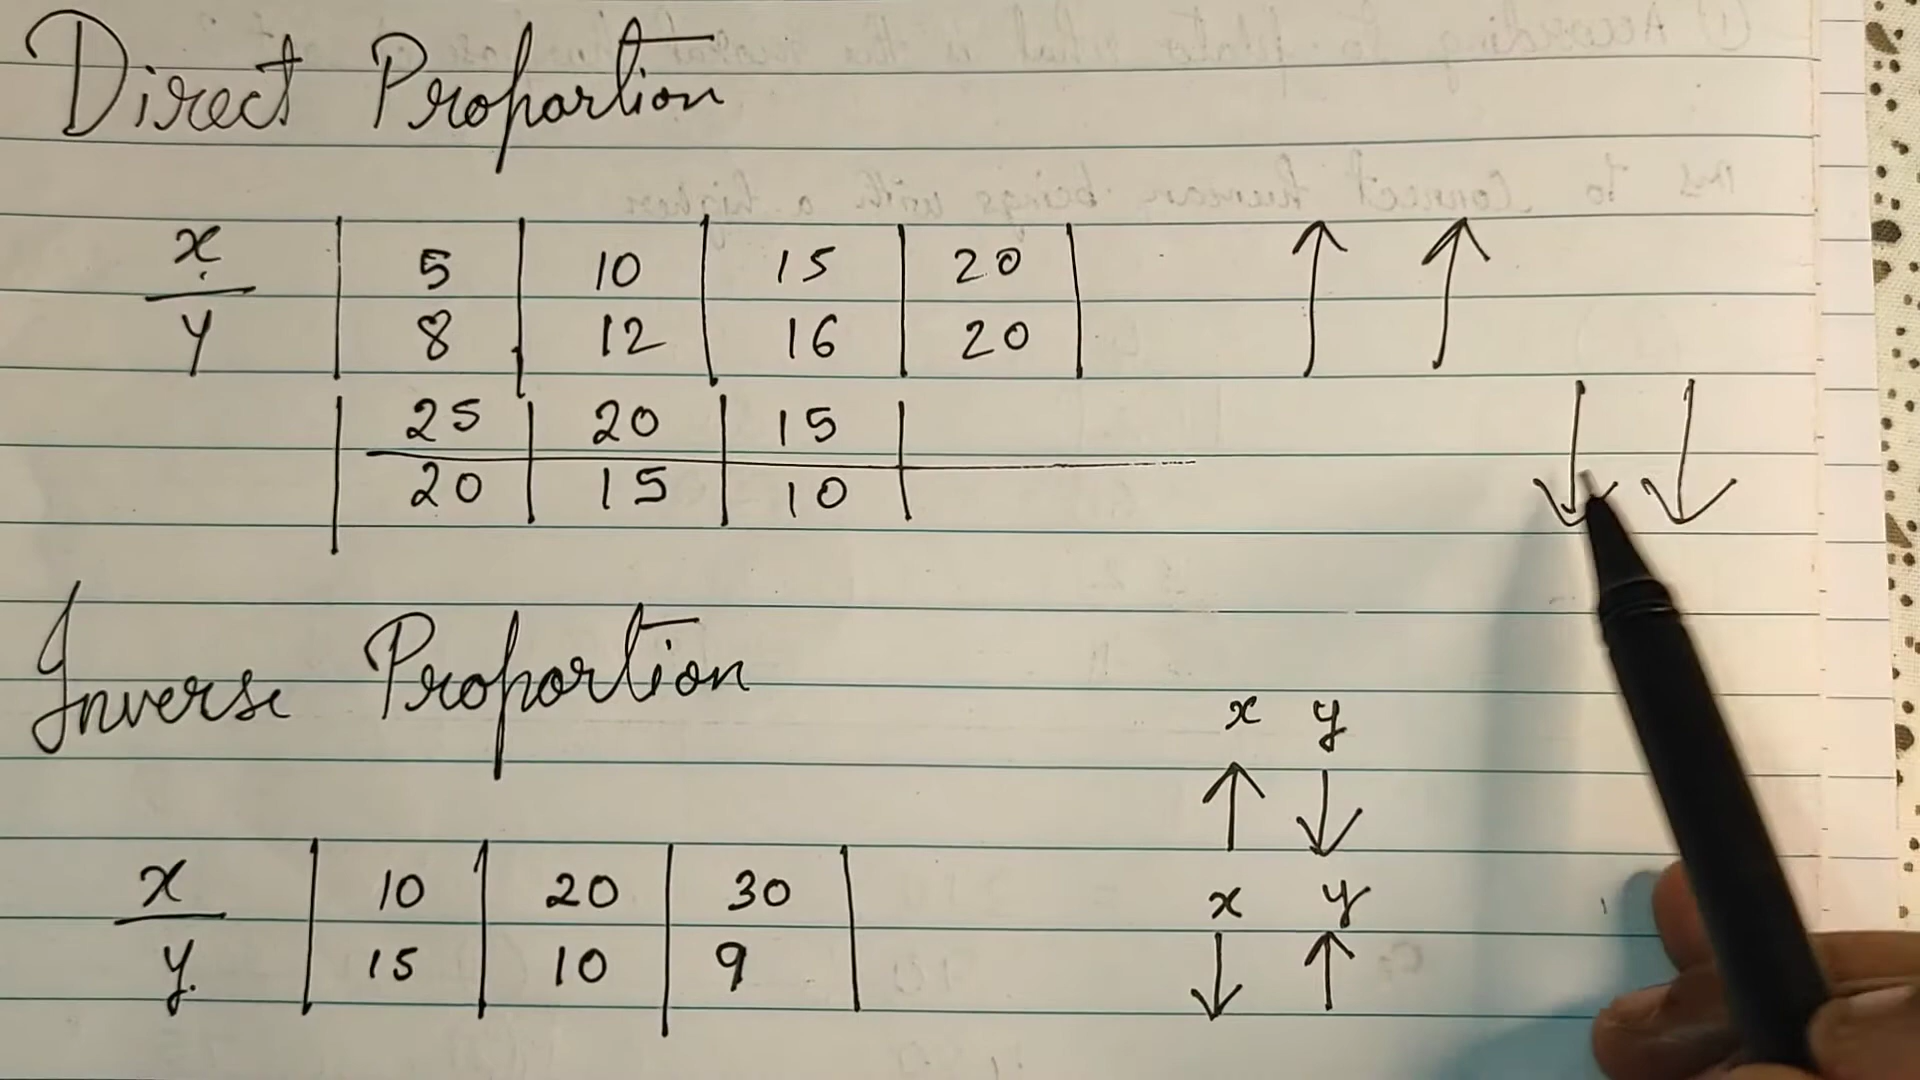 Direct Proportion
x 5 10 15 20
y 8 12 16 20
25 20 15
20 15 10
Inverse Proportion
x y
x 10 20 30 x y
y. 15 10 9